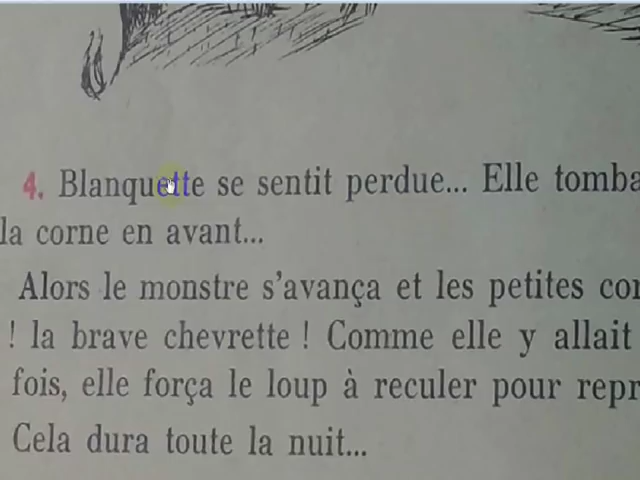 4. Blanquette se sentit perdue... Elle tomba
la corne en avant...
Alors le monstre s'avança et les petites
! la brave chevrette ! Comme elle y allait
fois, elle força le loup à reculer pour
Cela dura toute la nuit...